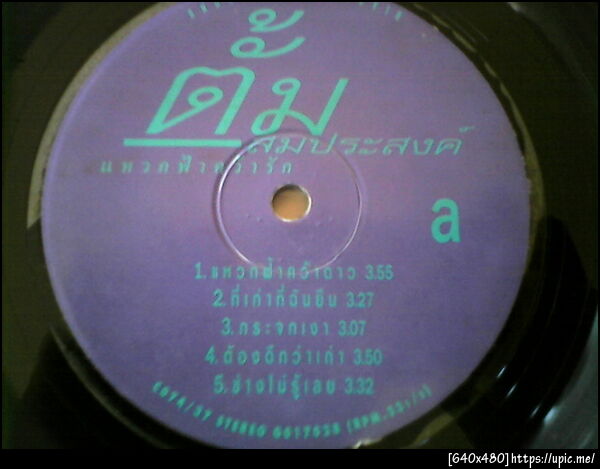 ตั้ม
สมประสงค์
แหวกฟ้าคว้ารัก
a
1.แหวกฟ้าคว้าดาว 3.55
2.ที่เก่าที่ฉันยืน 3.27
3.กระจกเงา 3.07
4.ต้องดีกว่าเก่า 3.50
5.ช่างไม่รู้เลย 3.32
STEREO
[640x480]https://upic.me/